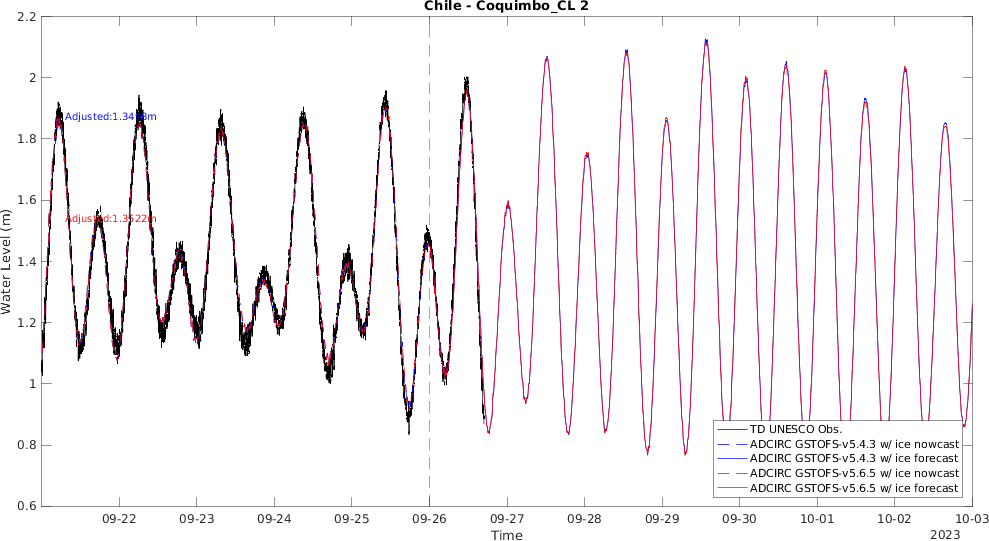 Chile - Coquimbo_CL 2
2.2
2
1.8
1.6
1.4
1.2
1
0.8
0.6
Water Level (m)
Adjusted:1.3498m
Adjusted:1.3522m
TD UNESCO Obs.
ADCIRC GSTOFS-v5.4.3 w/ ice nowcast
ADCIRC GSTOFS-v5.4.3 w/ ice forecast
ADCIRC GSTOFS-v5.6.5 w/ ice nowcast
ADCIRC GSTOFS-v5.6.5 w/ ice forecast
09-22 09-23 09-24 09-25 09-26 09-27 09-28 09-29 09-30 10-01 10-02 10-03
Time
2023